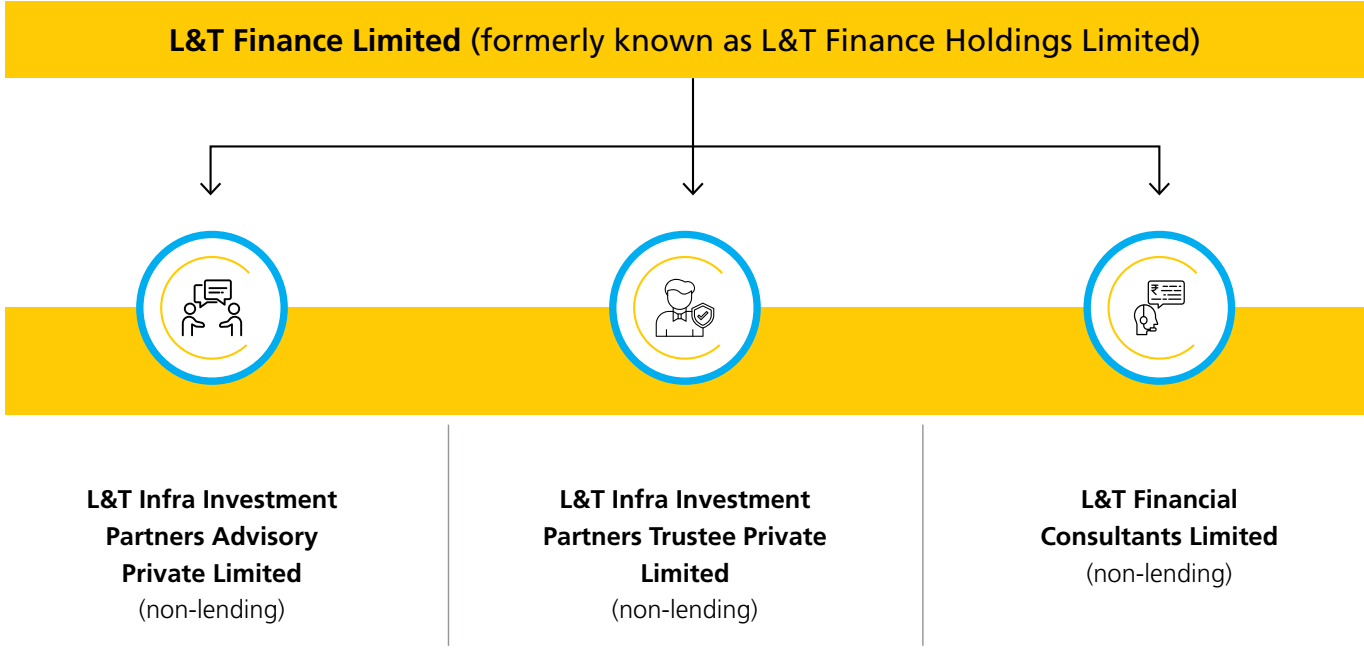 L&T Finance Limited (formerly known as L&T Finance Holdings Limited)
₹
L&T Infra Investment
Partners Advisory
Private Limited
(non-lending)
L&T Infra Investment
Partners Trustee Private
Limited
(non-lending)
L&T Financial
Consultants Limited
(non-lending)